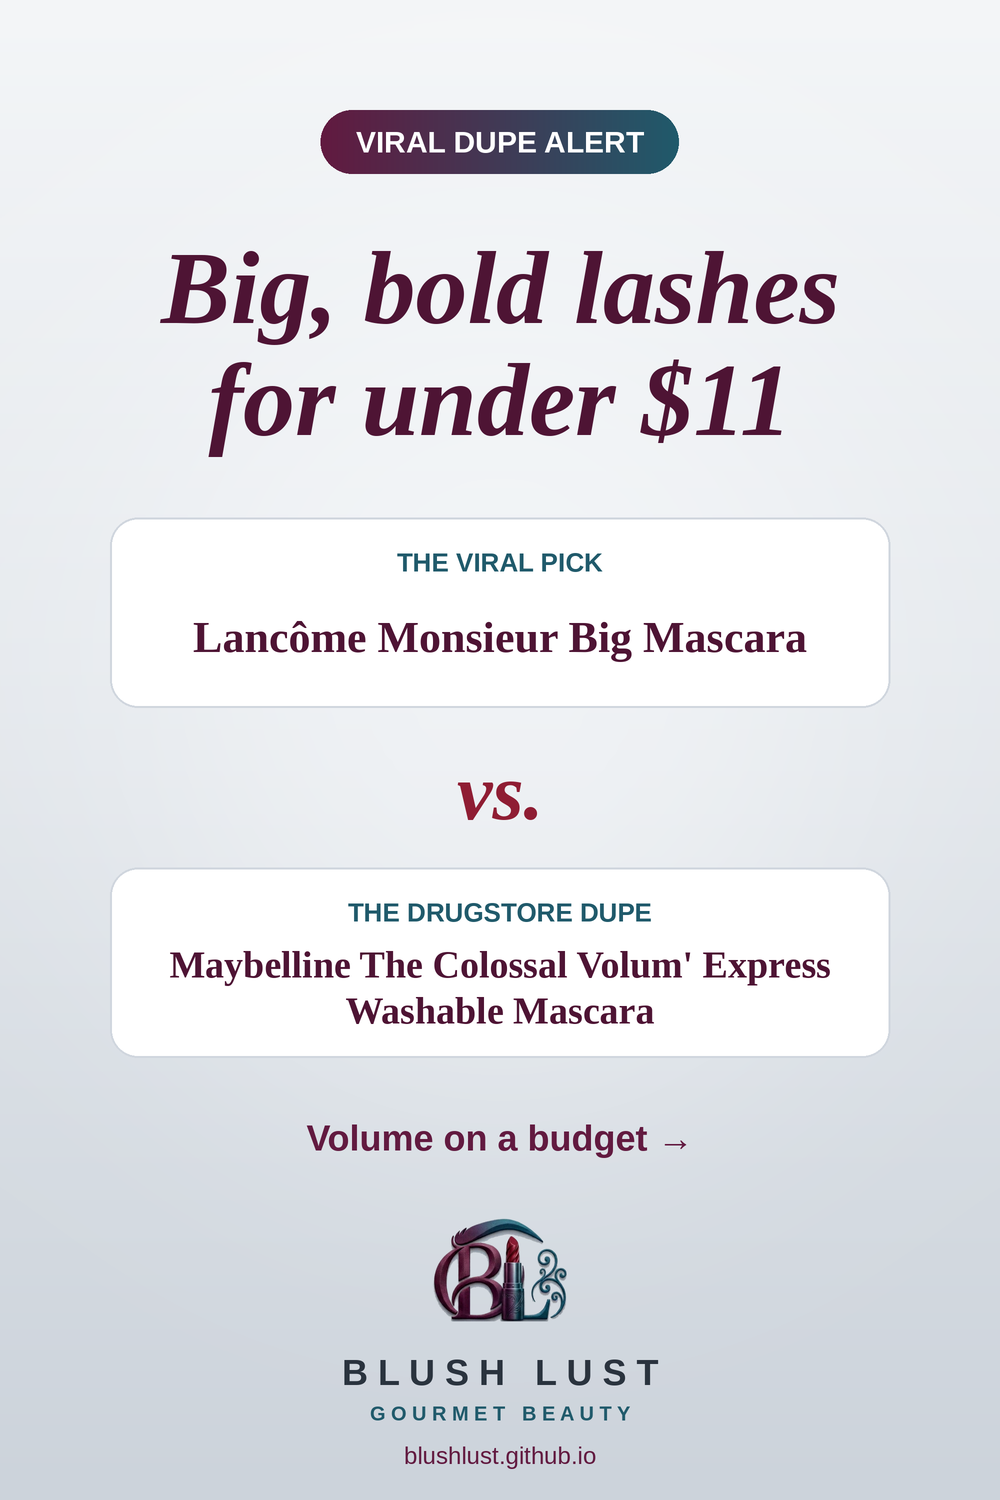 VIRAL DUPE ALERT
Big, bold lashes
for under $11
THE VIRAL PICK
Lancôme Monsieur Big Mascara
vs.
THE DRUGSTORE DUPE
Maybelline The Colossal Volum' Express
Washable Mascara
Volume on a budget →
BL
BLUSH LUST
GOURMET BEAUTY
blushlust.github.io